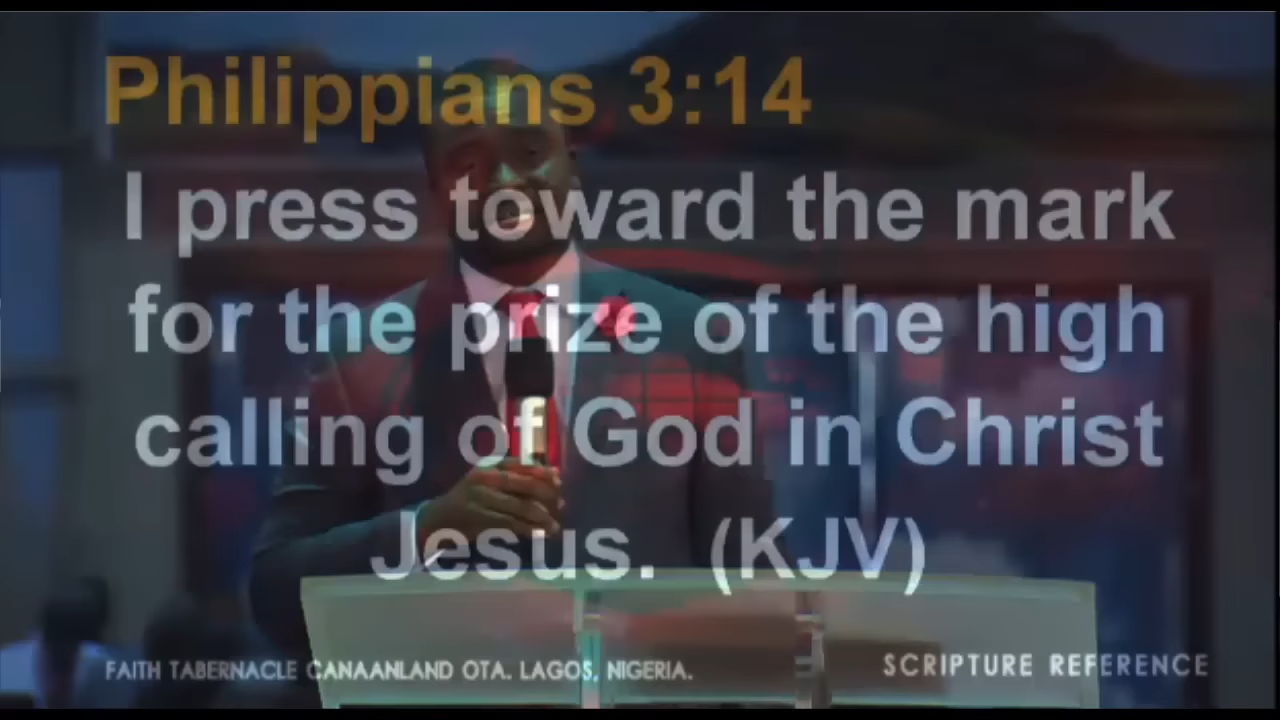 Philippians 3:14
I press toward the mark
for the prize of the high
calling of God in Christ
Jesus. (KJV)
FAITH TABERNACLE CANAANLAND OTA. LAGOS, NIGERIA.
SCRIPTURE REFERENCE